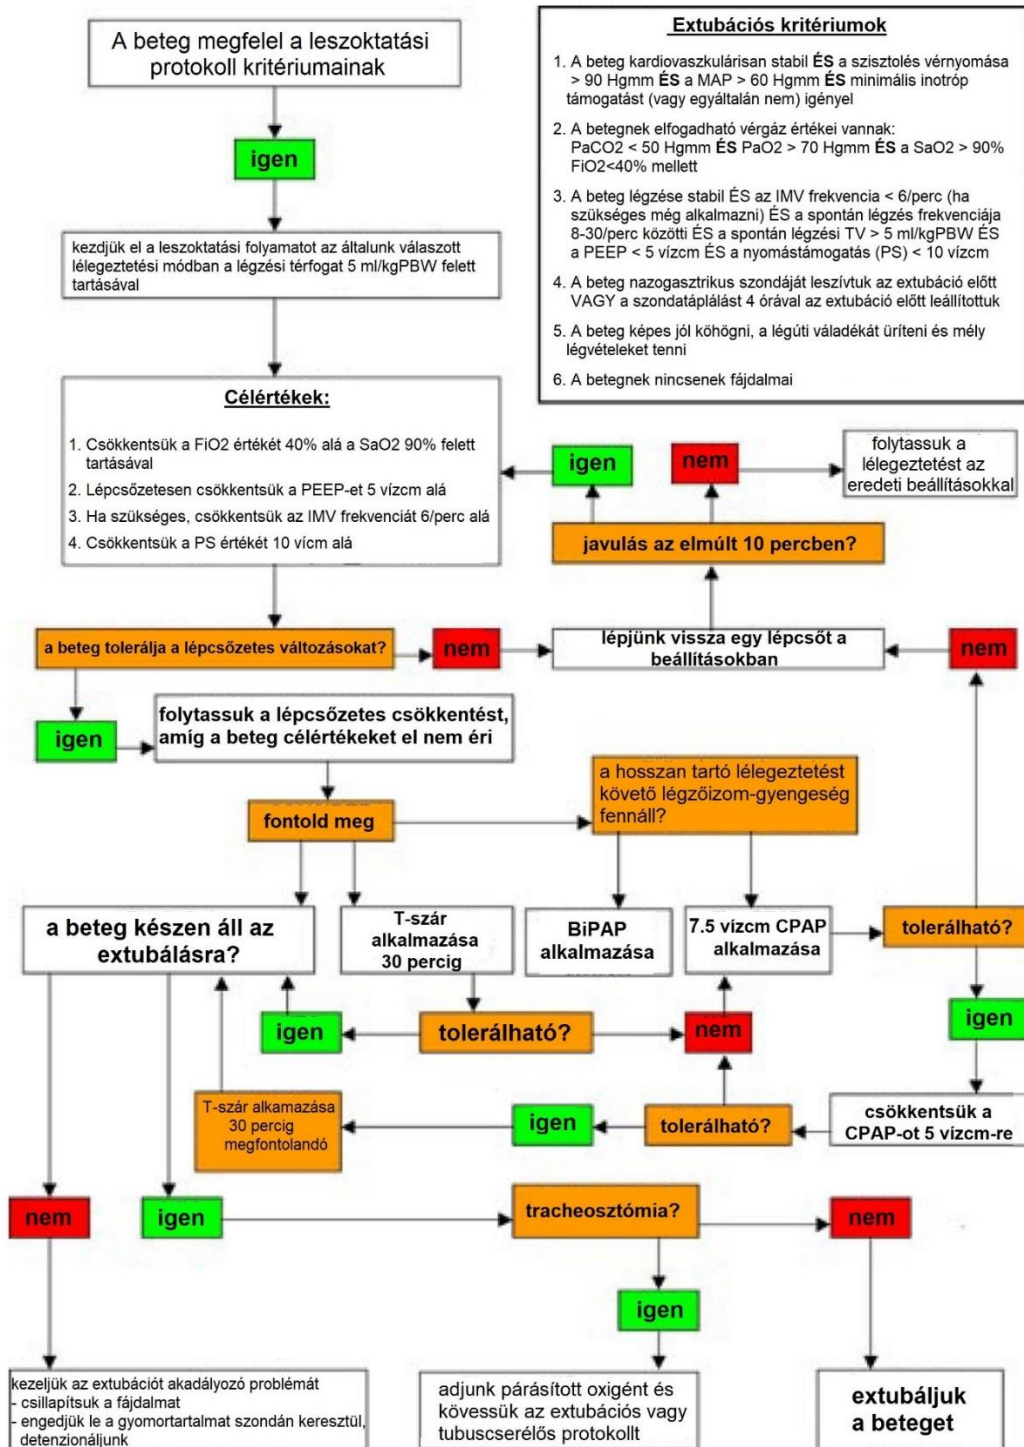 A beteg megfelel a leszoktatási
protokoll kritériumainak
igen
kezdjük el a leszoktatási folyamatot az általunk válaszott
lélegeztetési módban a légzési térfogat 5 ml/kgPBW felett
tartásával
Extubációs kritériumok
1. A beteg kardiovaszkulárisan stabil ÉS a szisztolés vérnyomása
> 90 Hgmm ÉS a MAP > 60 Hgmm ÉS minimális inotróp
támogatást (vagy egyáltalán nem) igényel
2. A betegnek elfogadható vérgáz értékei vannak:
PaCO2 < 50 Hgmm ÉS PaO2 > 70 Hgmm ÉS a SaO2 > 90%
FiO2<40% mellett
3. A beteg légzése stabil ÉS az IMV frekvencia < 6/perc (ha
szükséges még alkalmazni) ÉS a spontán légzés frekvenciája
8-30/perc közötti ÉS a spontán légzési TV > 5 ml/kgPBW ÉS
a PEEP < 5 vízcm ÉS a nyomástámogatás (PS) < 10 vízcm
4. A beteg nazogasztrikus szondáját leszívtuk az extubáció előtt
VAGY a szondatáplálást 4 órával az extubáció előtt leállítottuk
5. A beteg képes jól köhögni, a légúti váladékát üríteni és mély
légvételeket tenni
6. A betegnek nincsenek fájdalmai
Célértékek:
1. Csökkentsük a FiO2 értékét 40% alá a SaO2 90% felett
tartásával
2. Lépcsőzetesen csökkentsük a PEEP-et 5 vízcm alá
3. Ha szükséges, csökkentsük az IMV frekvenciát 6/perc alá
4. Csökkentsük a PS értékét 10 vícm alá
igen
nem
folytassuk a
lélegeztetést az
eredeti beállításokkal
javulás az elmúlt 10 percben?
a beteg tolerálja a lépcsőzetes változásokat?
nem
lépjünk vissza egy lépcsőt a
beállításokban
nem
igen
folytassuk a lépcsőzetes csökkentést,
amíg a beteg célértékeket el nem éri
fontold meg
a hosszan tartó lélegeztetést
követő légzőizom-gyengeség
fennáll?
a beteg készen áll az
extubálásra?
T-szár
alkalmazása
30 percig
BiPAP
alkalmazása
7.5 vízcm CPAP
alkalmazása
tolerálható?
igen
tolerálható?
nem
igen
T-szár alkamazása
30 percig
megfontolandó
igen
tolerálható?
csökkentsük a
CPAP-ot 5 vizcm-re
nem
igen
tracheosztómia?
nem
igen
kezeljük az extubációt akadályozó problémát
- csillapítsuk a fájdalmat
- engedjük le a gyomortartalmat szondán keresztül,
detenzionáljunk
adjunk párásított oxigént és
kövessük az extubációs vagy
tubuscserélős protokollt
extubáljuk
a beteget